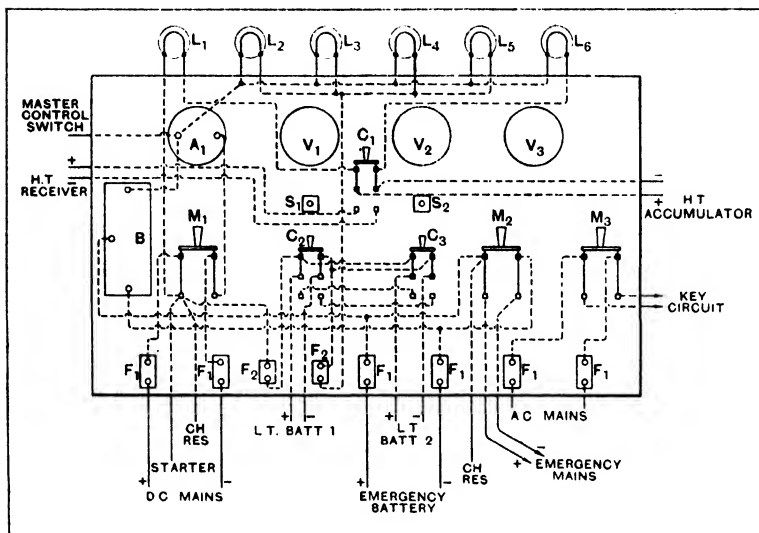 L1 L2 L3 L4 L5 L6
MASTER
CONTROL
SWITCH
A1 V1 V2 V3
C1
+
H.T
RECEIVER
-
-
+
H T
ACCUMULATOR
S1 S2
B
M1 C2 C3 M2 M3
KEY
CIRCUIT
F1 F1 F2 F2 F1 F1 F1 F1
+ - + - AC MAINS
CH
RES
L T. BATT 1
L T
BATT 2
CH
RES
-
+
EMERGENCY
MAINS
STARTER
+ -
D C MAINS
+ -
EMERGENCY
BATTERY